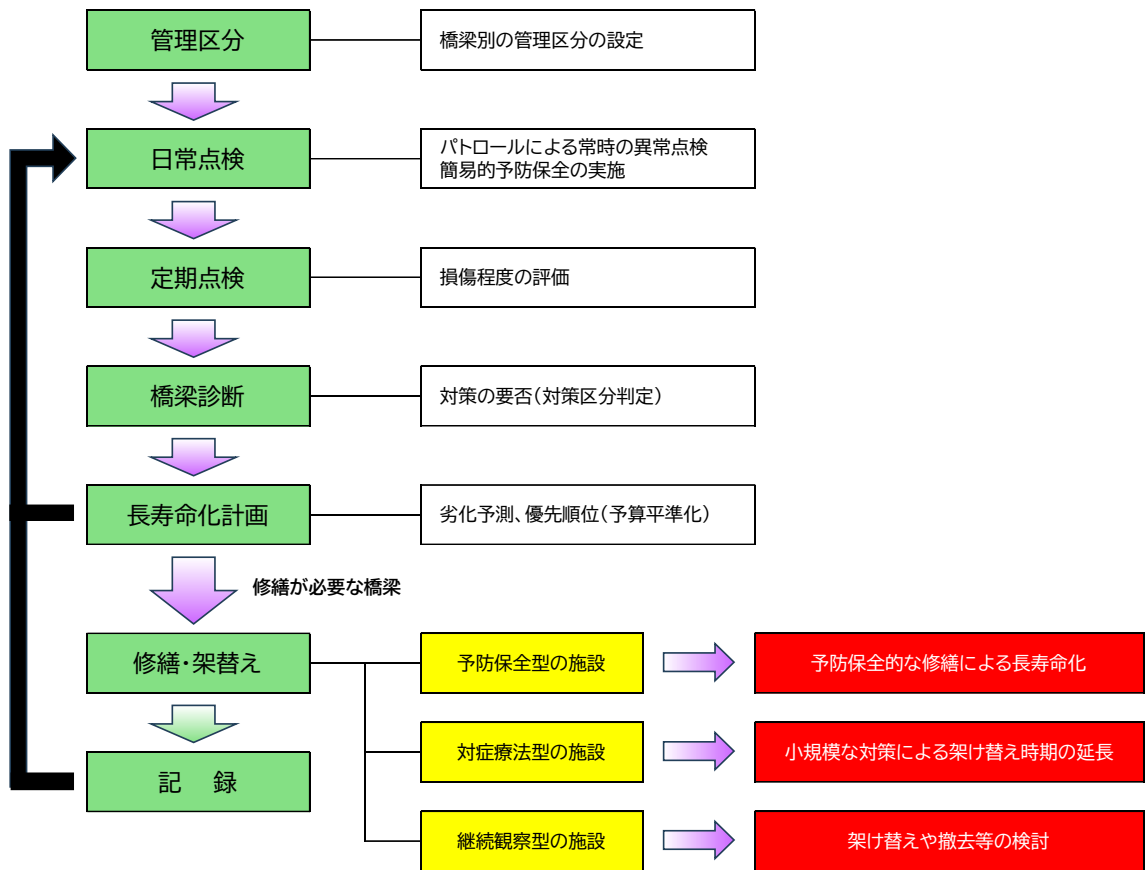 管理区分
橋梁別の管理区分の設定
日常点検
パトロールによる常時の異常点検
簡易的予防保全の実施
定期点検
損傷程度の評価
橋梁診断
対策の要否(対策区分判定)
長寿命化計画
劣化予測、優先順位(予算平準化)
修繕が必要な橋梁
修繕・架替え
予防保全型の施設
予防保全的な修繕による長寿命化
対症療法型の施設
小規模な対策による架け替え時期の延長
記 録
継続観察型の施設
架け替えや撤去等の検討